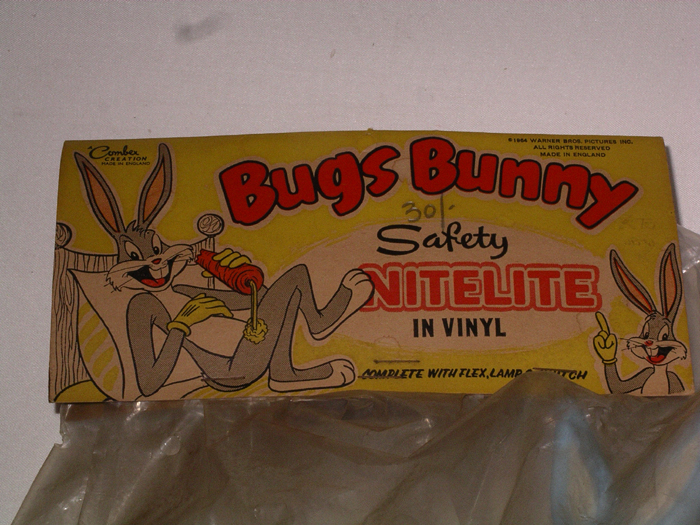 Combex
CREATION
MADE IN ENGLAND
© 1964 WARNER BROS. PICTURES INC.
ALL RIGHTS RESERVED
MADE IN ENGLAND
Bugs Bunny
30/-
Safety
NITELITE
IN VINYL
COMPLETE WITH FLEX, LAMP